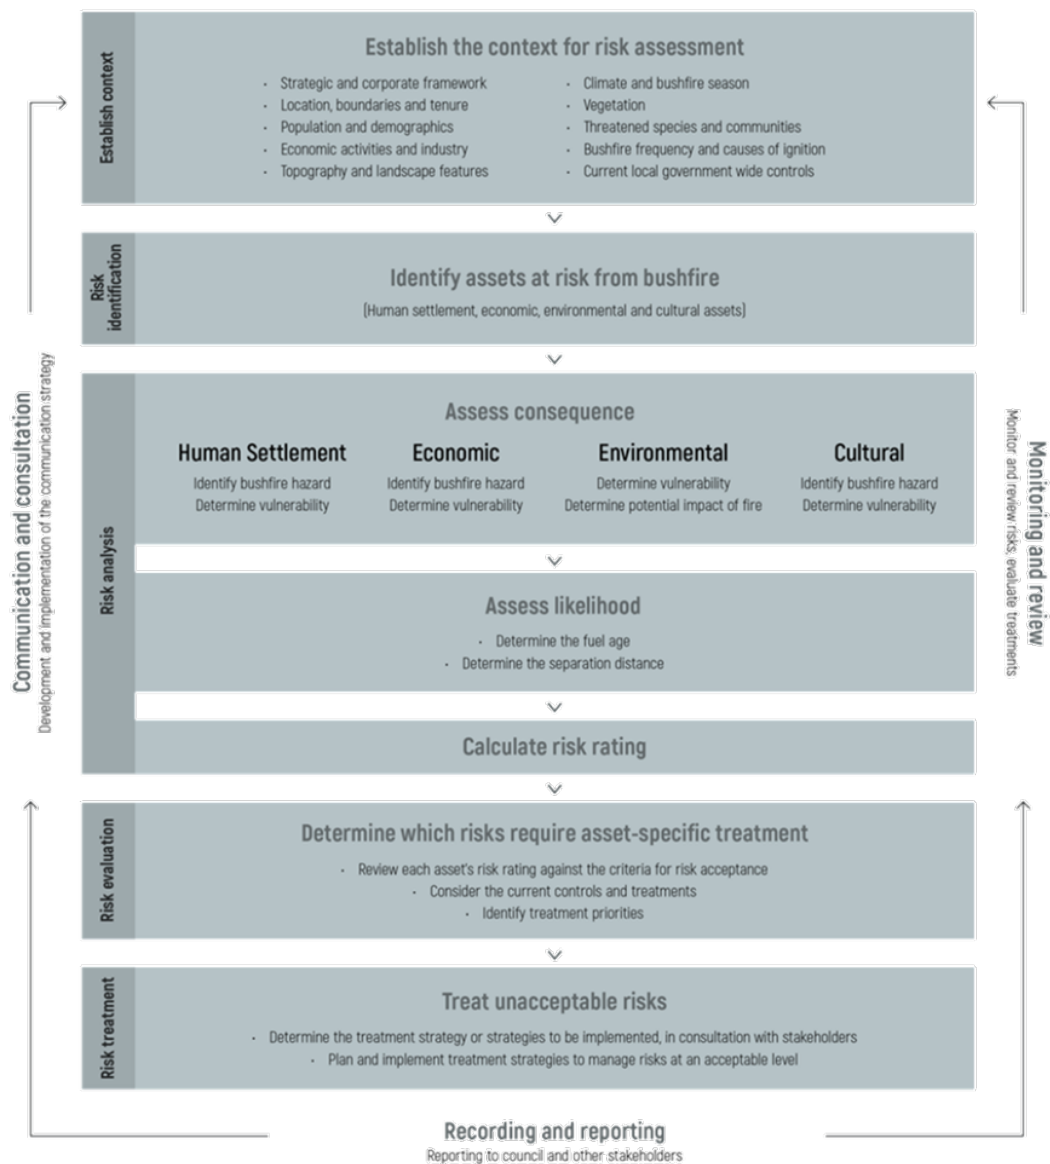 Establish context
Establish the context for risk assessment
· Strategic and corporate framework
· Location, boundaries and tenure
· Population and demographics
· Economic activities and industry
· Topography and landscape features
· Climate and bushfire season
· Vegetation
· Threatened species and communities
· Bushfire frequency and causes of ignition
· Current local government wide controls
Risk
identification
Identify assets at risk from bushfire
(Human settlement, economic, environmental and cultural assets)
Communication and consultation
Development and implementation of the communication strategy
Risk analysis
Assess consequence
Human Settlement
Identify bushfire hazard
Determine vulnerability
Economic
Identify bushfire hazard
Determine vulnerability
Environmental
Determine vulnerability
Determine potential impact of fire
Cultural
Identify bushfire hazard
Determine vulnerability
Assess likelihood
· Determine the fuel age
· Determine the separation distance
Calculate risk rating
Monitoring and review
Monitor and review risks, evaluate treatments
Risk evaluation
Determine which risks require asset-specific treatment
· Review each asset's risk rating against the criteria for risk acceptance
· Consider the current controls and treatments
· Identify treatment priorities
Risk treatment
Treat unacceptable risks
· Determine the treatment strategy or strategies to be implemented, in consultation with stakeholders
· Plan and implement treatment strategies to manage risks at an acceptable level
Recording and reporting
Reporting to council and other stakeholders